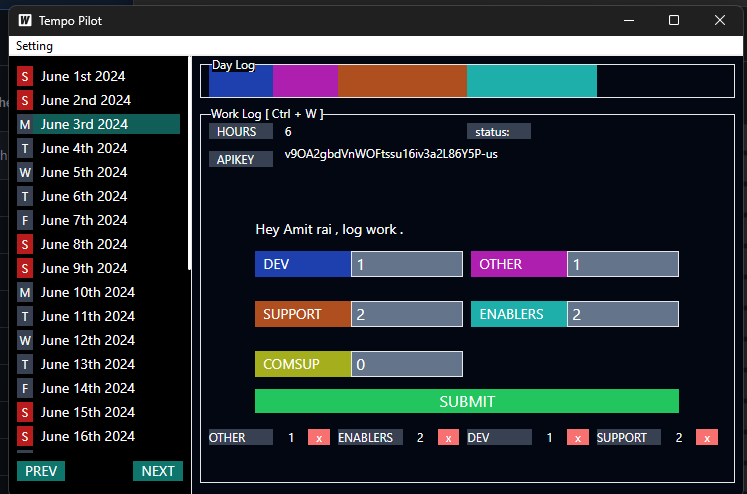 W Tempo Pilot
Setting
S June 1st 2024
S June 2nd 2024
M June 3rd 2024
T June 4th 2024
W June 5th 2024
T June 6th 2024
F June 7th 2024
S June 8th 2024
S June 9th 2024
M June 10th 2024
T June 11th 2024
W June 12th 2024
T June 13th 2024
F June 14th 2024
S June 15th 2024
S June 16th 2024
PREV NEXT
Day Log
Work Log [ Ctrl + W ]
HOURS 6 status:
APIKEY v9OA2gbdVnWOFtssu16iv3a2L86Y5P-us
Hey Amit rai , log work .
DEV 1 OTHER 1
SUPPORT 2 ENABLERS 2
COMSUP 0
SUBMIT
OTHER 1 x ENABLERS 2 x DEV 1 x SUPPORT 2 x